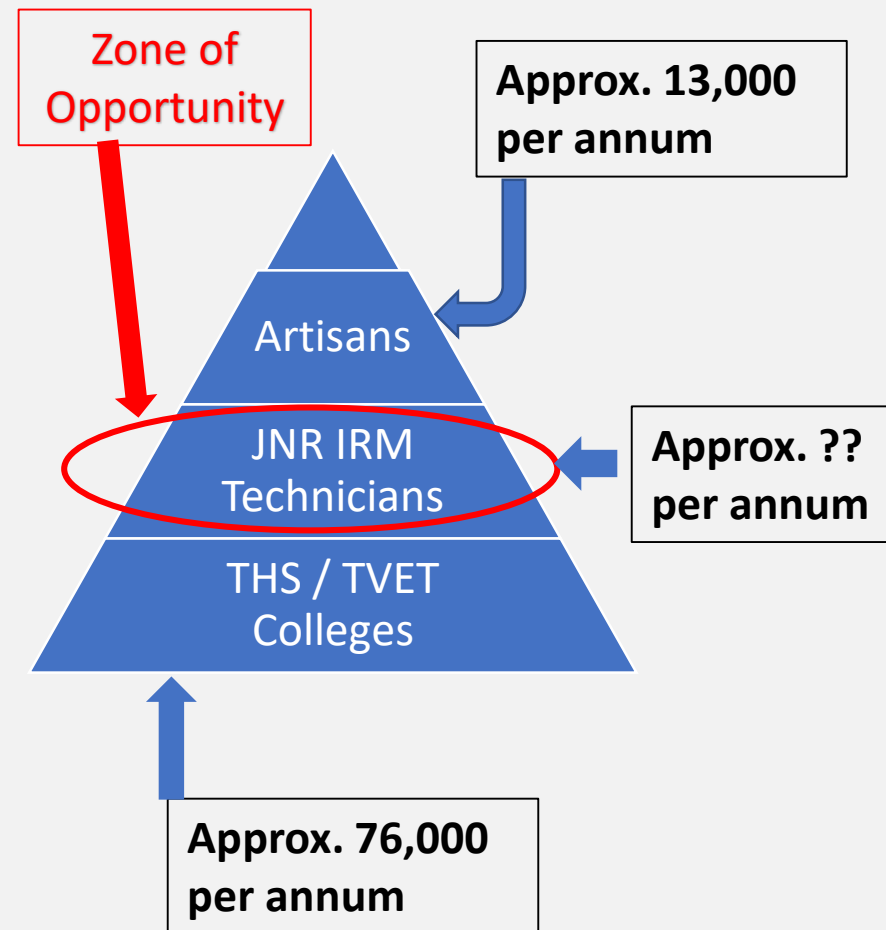 Zone of
Opportunity
Approx. 13,000
per annum
Artisans
JNR IRM
Technicians
Approx. ??
per annum
THS / TVET
Colleges
Approx. 76,000
per annum